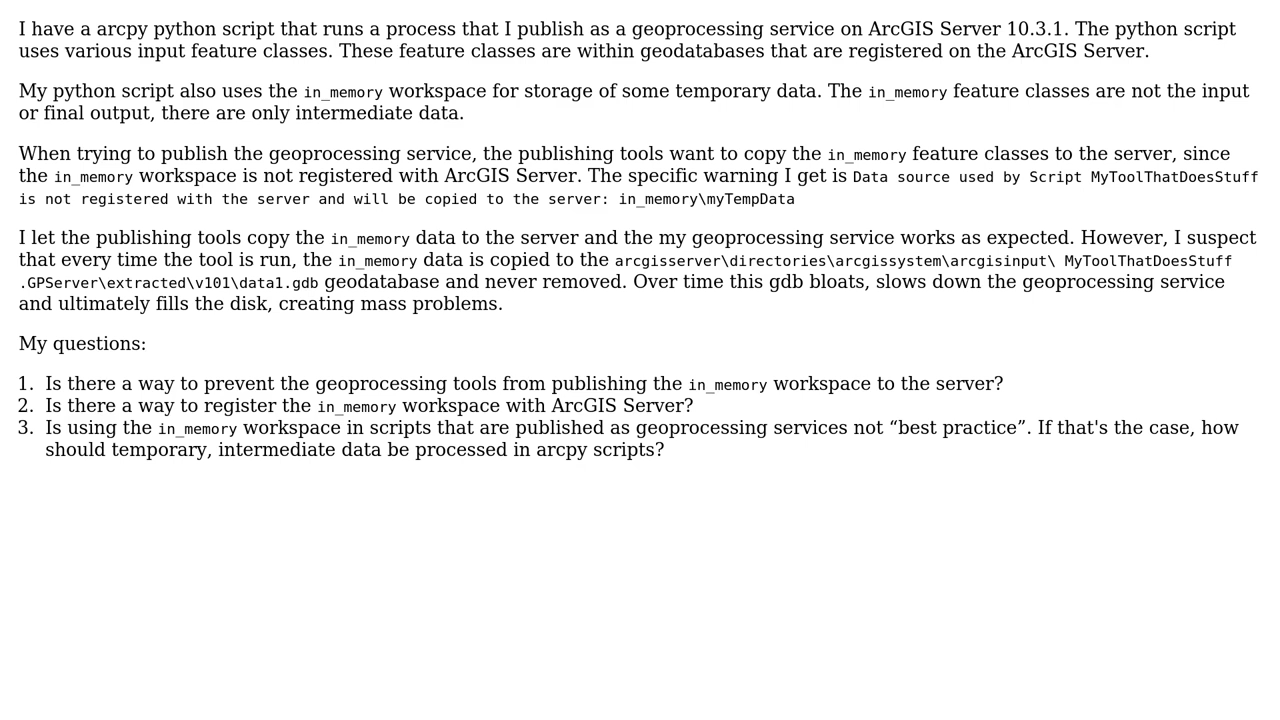 I have a arcpy python script that runs a process that I publish as a geoprocessing service on ArcGIS Server 10.3.1. The python script
uses various input feature classes. These feature classes are within geodatabases that are registered on the ArcGIS Server.
My python script also uses the in_memory workspace for storage of some temporary data. The in_memory feature classes are not the input
or final output, there are only intermediate data.
When trying to publish the geoprocessing service, the publishing tools want to copy the in_memory feature classes to the server, since
the in_memory workspace is not registered with ArcGIS Server. The specific warning I get is Data source used by Script MyToolThatDoesStuff
is not registered with the server and will be copied to the server: in_memory\myTempData
I let the publishing tools copy the in_memory data to the server and the my geoprocessing service works as expected. However, I suspect
that every time the tool is run, the in_memory data is copied to the arcgisserver\directories\arcgissystem\arcgisinput\ MyToolThatDoesStuff
.GPServer\extracted\v101\data1.gdb geodatabase and never removed. Over time this gdb bloats, slows down the geoprocessing service
and ultimately fills the disk, creating mass problems.
My questions:
1. Is there a way to prevent the geoprocessing tools from publishing the in_memory workspace to the server?
2. Is there a way to register the in_memory workspace with ArcGIS Server?
3. Is using the in_memory workspace in scripts that are published as geoprocessing services not “best practice”. If that's the case, how
should temporary, intermediate data be processed in arcpy scripts?